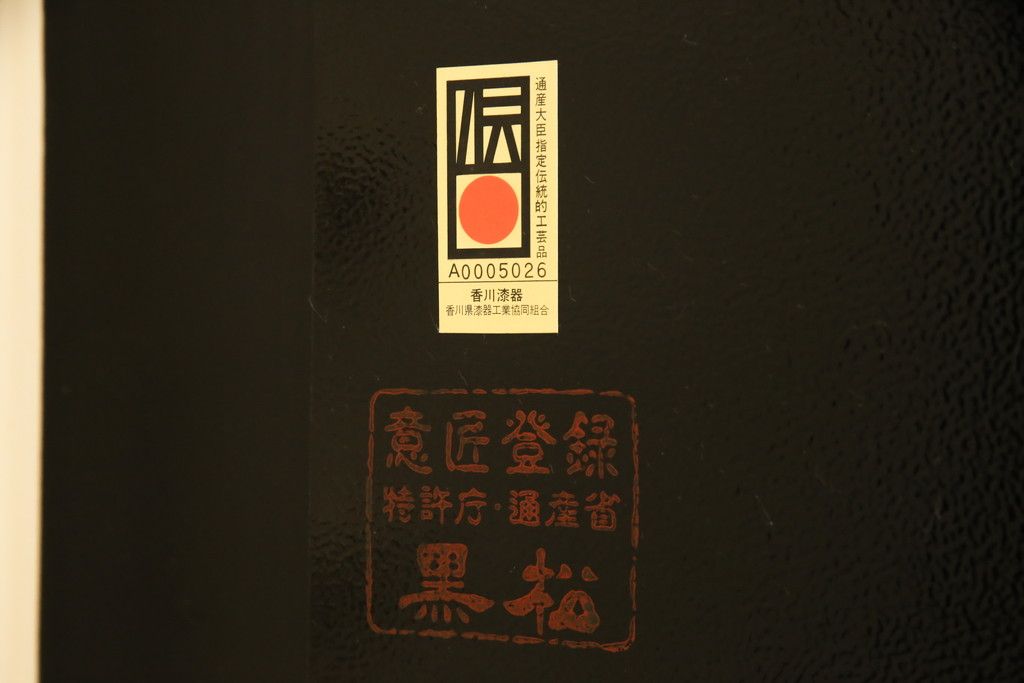 伝
通産大臣指定伝統的工芸品
A0005026
香川漆器
香川県漆器工業協同組合
意匠登録
特許庁・通産省
黒松